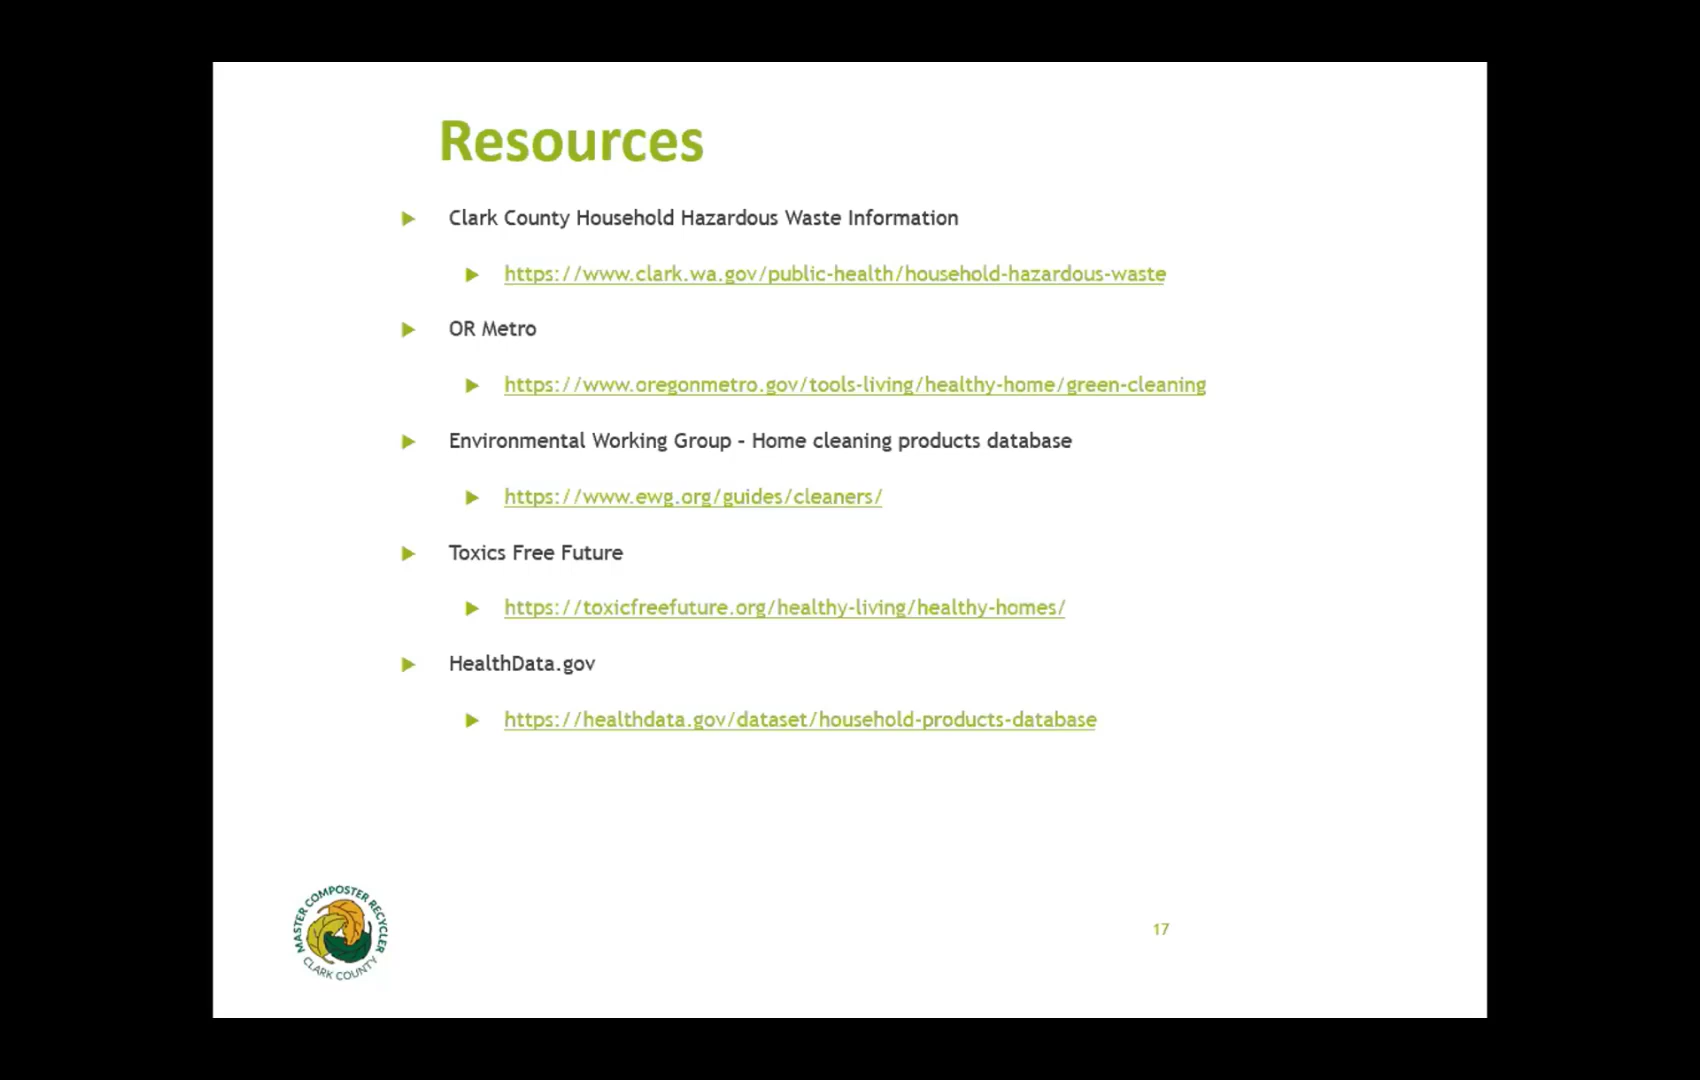 Resources
Clark County Household Hazardous Waste Information
https://www.clark.wa.gov/public-health/household-hazardous-waste
OR Metro
https://www.oregonmetro.gov/tools-living/healthy-home/green-cleaning
Environmental Working Group - Home cleaning products database
https://www.ewg.org/guides/cleaners/
Toxics Free Future
https://toxicfreefuture.org/healthy-living/healthy-homes/
HealthData.gov
https://healthdata.gov/dataset/household-products-database
MASTER COMPOSTER RECYCLER
CLARK COUNTY
17